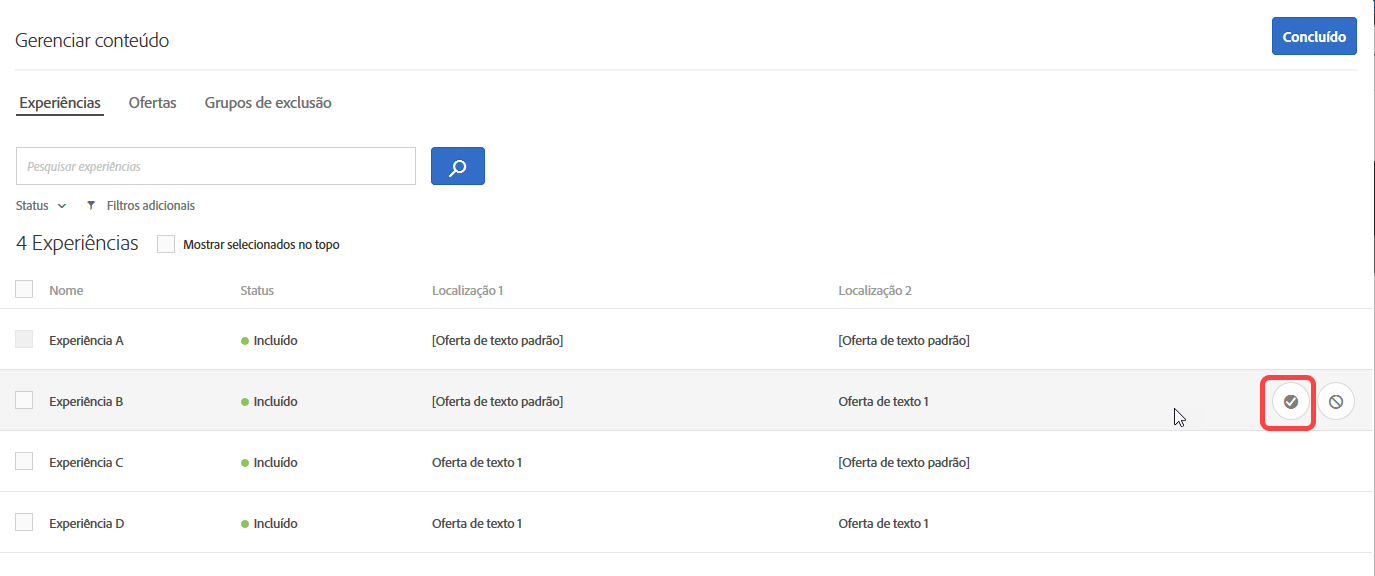 Gerenciar conteúdo
Concluído
Experiências Ofertas Grupos de exclusão
Pesquisar experiências
Status Filtros adicionais
4 Experiências Mostrar selecionados no topo
Nome Status Localização 1 Localização 2
Experiência A Incluído [Oferta de texto padrão] [Oferta de texto padrão]
Experiência B Incluído [Oferta de texto padrão] Oferta de texto 1
Experiência C Incluído Oferta de texto 1 [Oferta de texto padrão]
Experiência D Incluído Oferta de texto 1 Oferta de texto 1